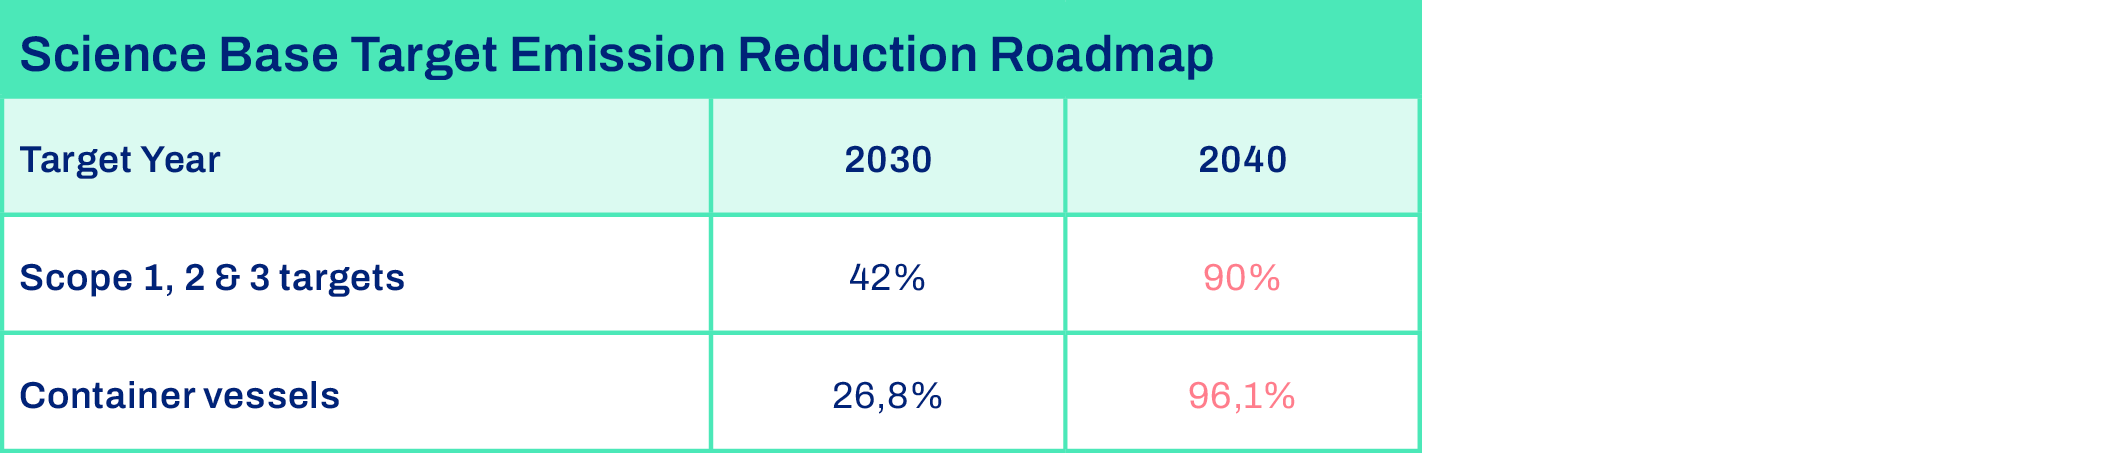 Science Base Target Emission Reduction Roadmap
Target Year 2030 2040
Scope 1, 2 & 3 targets 42% 90%
Container vessels 26,8% 96,1%